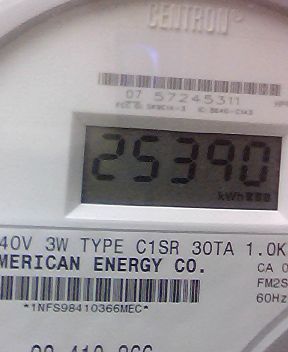 CENTRON
07 57245311
25390
kWh
40V 3W TYPE C1SR 30TA 1.0K
MERICAN ENERGY CO.
CA 0
FM2S
60Hz
*1NFS98410366MEC*